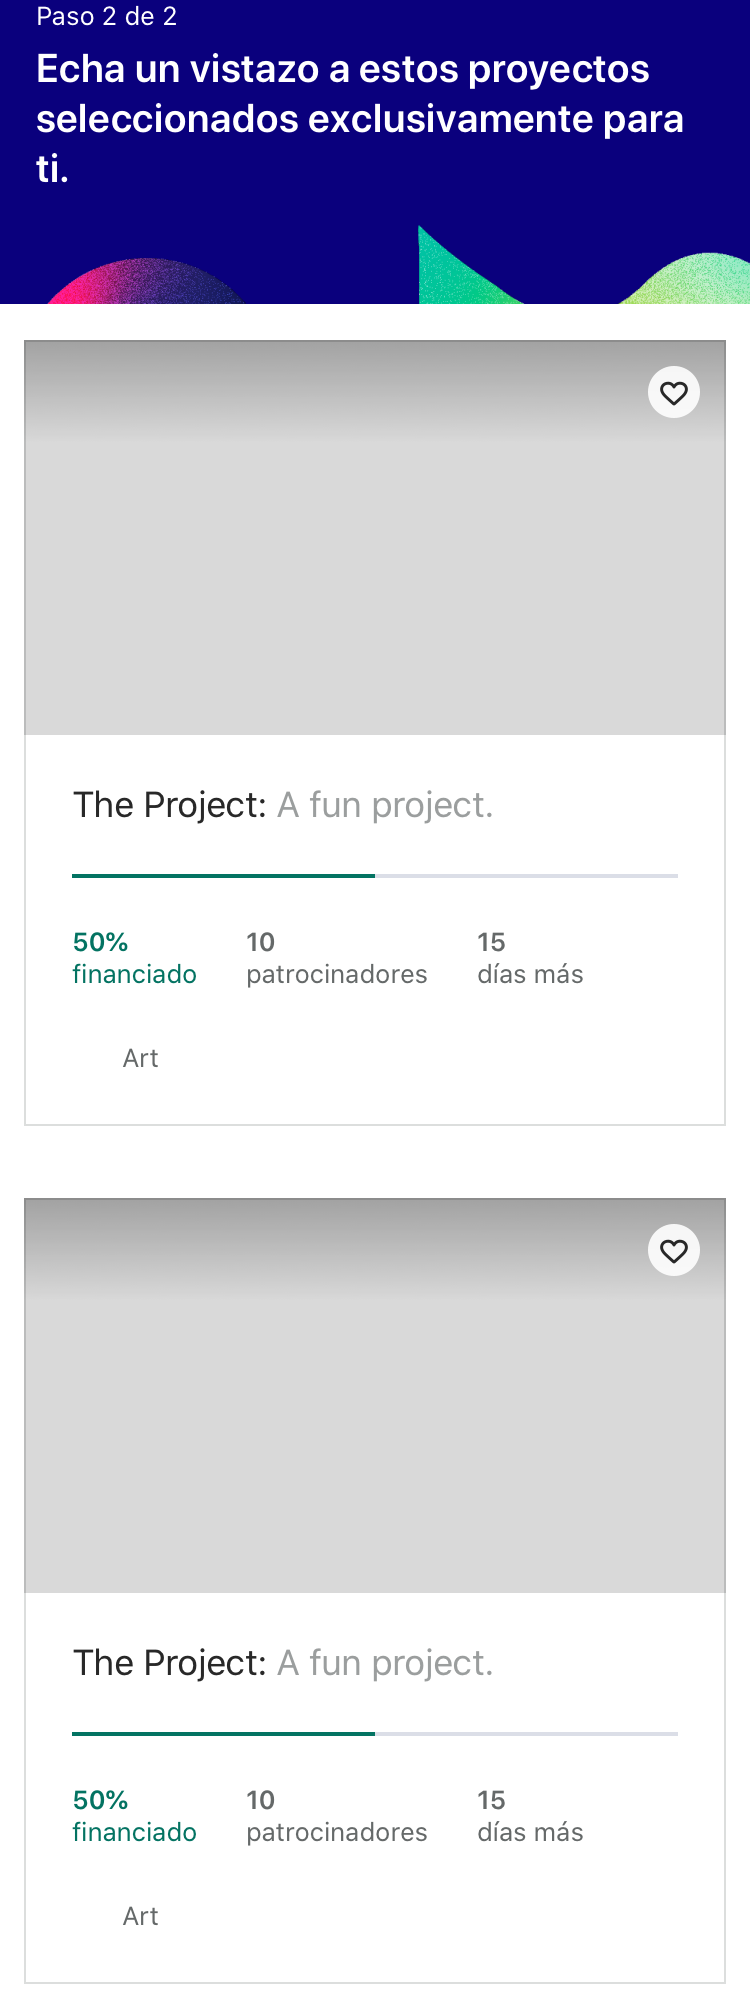 Paso 2 de 2
Echa un vistazo a estos proyectos
seleccionados exclusivamente para
ti.
The Project: A fun project.
50%
financiado
10
patrocinadores
15
días más
Art
The Project: A fun project.
50%
financiado
10
patrocinadores
15
días más
Art